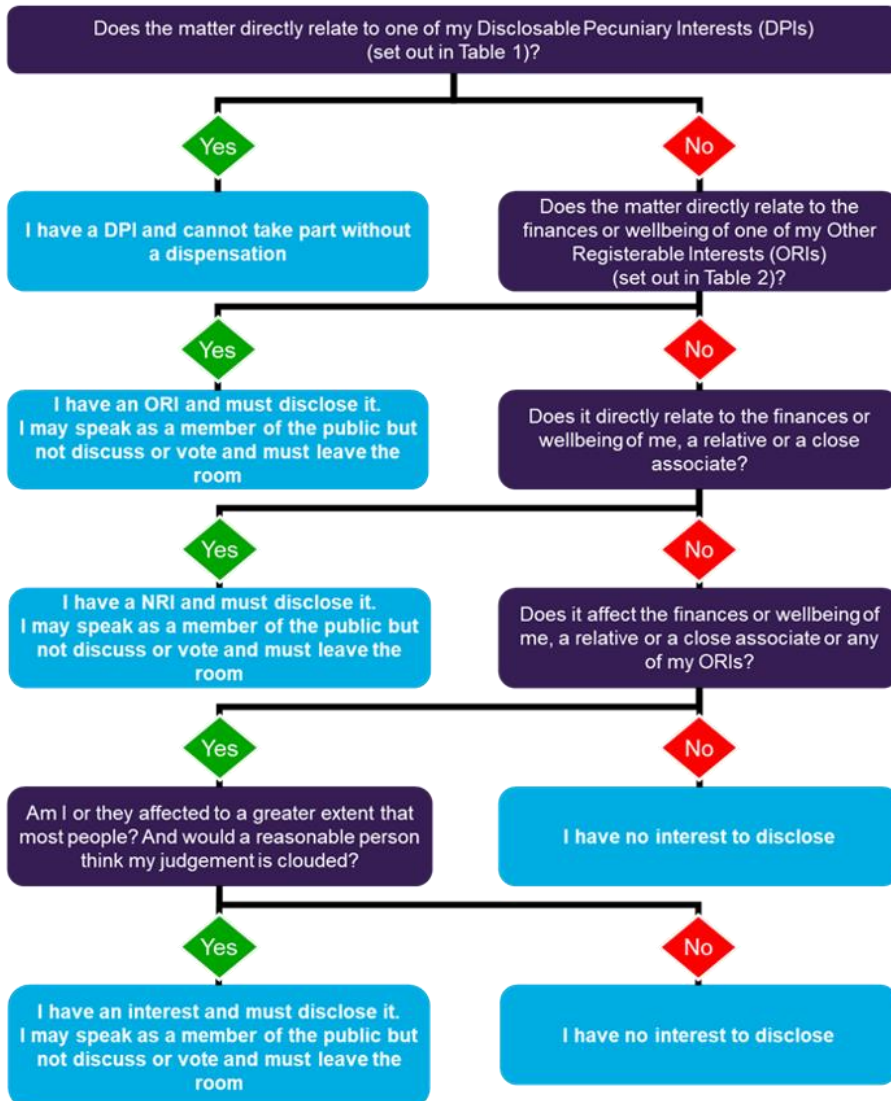 Does the matter directly relate to one of my Disclosable Pecuniary Interests (DPIs)
(set out in Table 1)?
Yes
No
I have a DPI and cannot take part without
a dispensation
Does the matter directly relate to the
finances or wellbeing of one of my Other
Registerable Interests (ORIs)
(set out in Table 2)?
Yes
No
I have an ORI and must disclose it.
I may speak as a member of the public but
not discuss or vote and must leave the
room
Does it directly relate to the finances or
wellbeing of me, a relative or a close
associate?
Yes
No
I have a NRI and must disclose it.
I may speak as a member of the public but
not discuss or vote and must leave the
room
Does it affect the finances or wellbeing of
me, a relative or a close associate or any
of my ORIs?
Yes
No
Am I or they affected to a greater extent that
most people? And would a reasonable person
think my judgement is clouded?
I have no interest to disclose
Yes
No
I have an interest and must disclose it.
I may speak as a member of the public but
not discuss or vote and must leave the
room
I have no interest to disclose